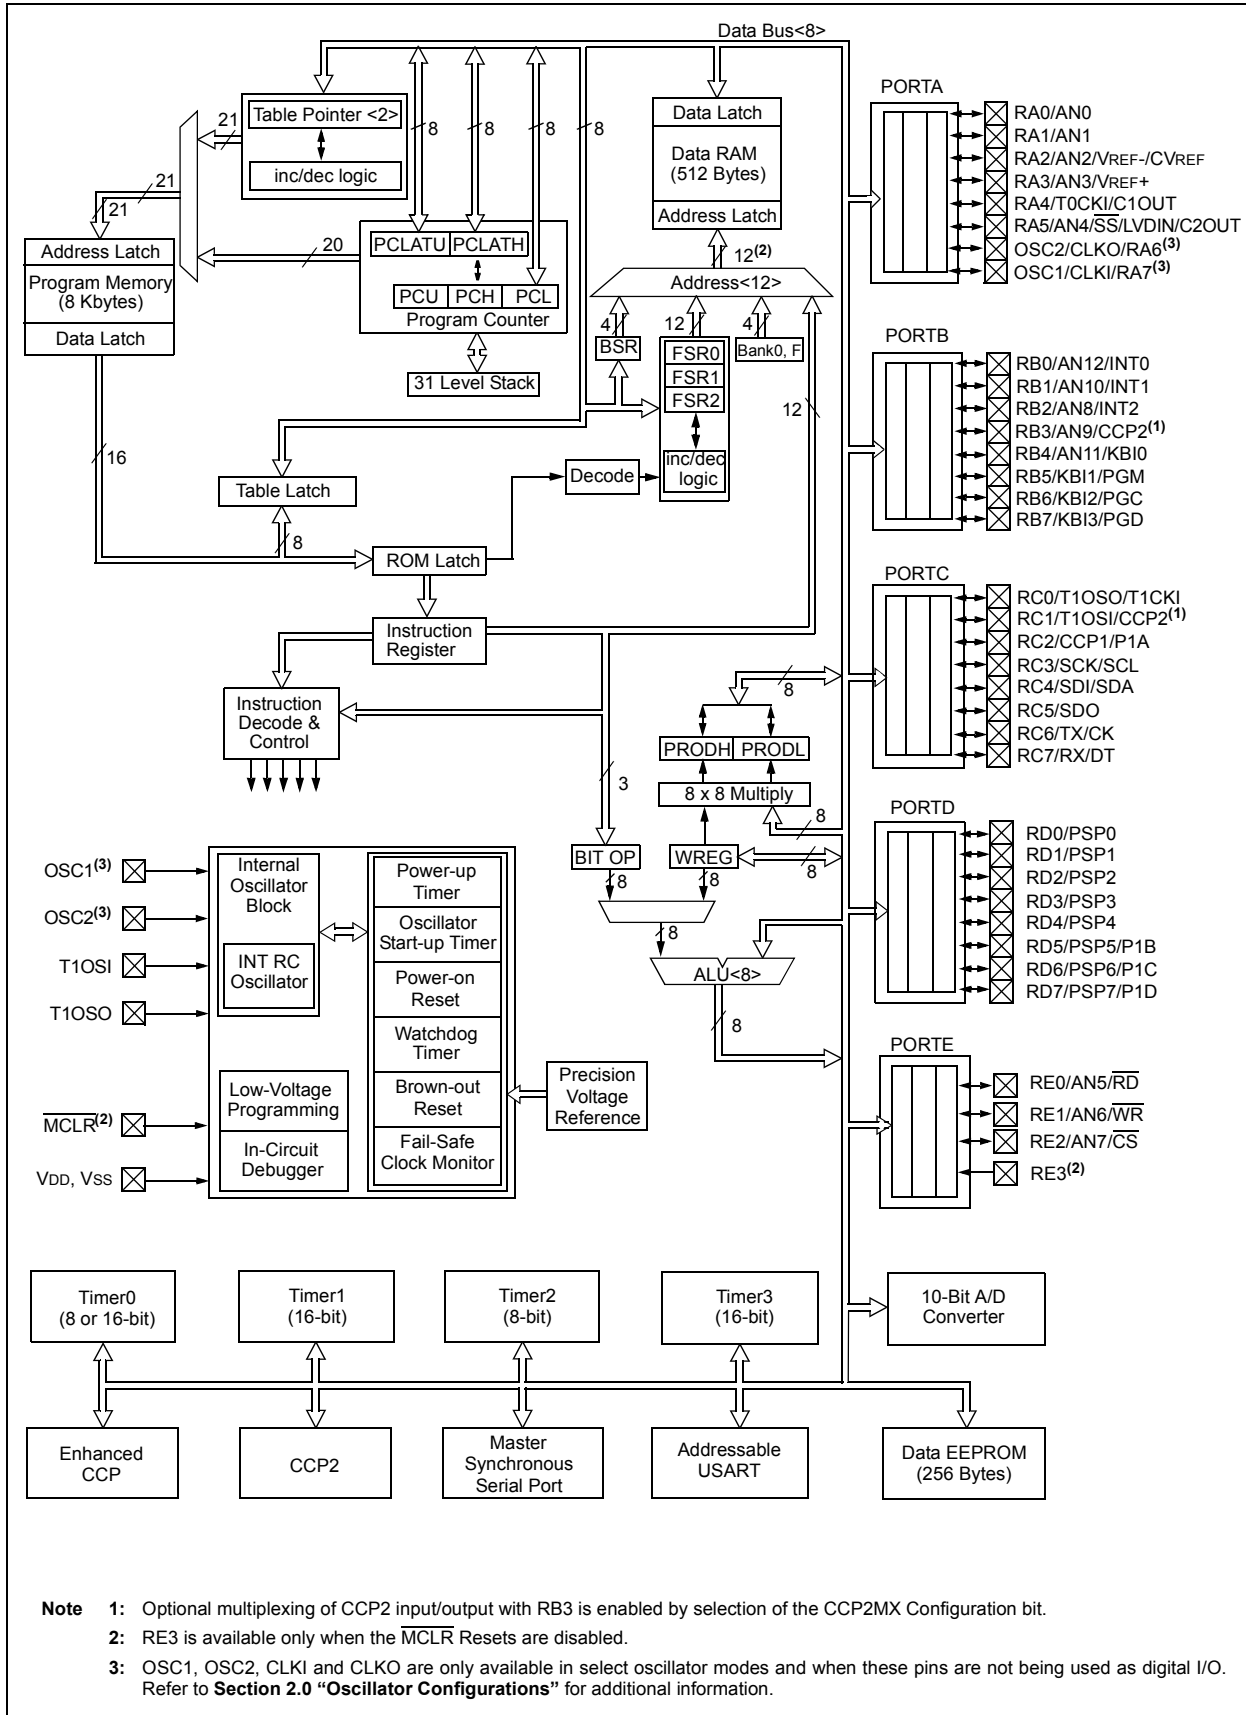 Data Bus<8>
Table Pointer <2>
inc/dec logic
21
21
21
20
8
8
8
8
Address Latch
Program Memory
(8 Kbytes)
Data Latch
PCLATU PCLATH
PCU PCH PCL
Program Counter
31 Level Stack
Data Latch
Data RAM
(512 Bytes)
Address Latch
12(2)
Address<12>
4
12
4
BSR
FSR0
FSR1
FSR2
Bank0, F
inc/dec
logic
12
16
Table Latch
8
Decode
ROM Latch
Instruction
Register
Instruction
Decode &
Control
8
PRODH PRODL
3
8 x 8 Multiply
8
BIT OP
WREG
8
8
8
8
ALU<8>
8
OSC1(3)
OSC2(3)
T1OSI
T1OSO
MCLR(2)
VDD, VSS
Internal
Oscillator
Block
INT RC
Oscillator
Low-Voltage
Programming
In-Circuit
Debugger
Power-up
Timer
Oscillator
Start-up Timer
Power-on
Reset
Watchdog
Timer
Brown-out
Reset
Fail-Safe
Clock Monitor
Precision
Voltage
Reference
PORTA
RA0/AN0
RA1/AN1
RA2/AN2/VREF-/CVREF
RA3/AN3/VREF+
RA4/T0CKI/C1OUT
RA5/AN4/SS/LVDIN/C2OUT
OSC2/CLKO/RA6(3)
OSC1/CLKI/RA7(3)
PORTB
RB0/AN12/INT0
RB1/AN10/INT1
RB2/AN8/INT2
RB3/AN9/CCP2(1)
RB4/AN11/KBI0
RB5/KBI1/PGM
RB6/KBI2/PGC
RB7/KBI3/PGD
PORTC
RC0/T1OSO/T1CKI
RC1/T1OSI/CCP2(1)
RC2/CCP1/P1A
RC3/SCK/SCL
RC4/SDI/SDA
RC5/SDO
RC6/TX/CK
RC7/RX/DT
PORTD
RD0/PSP0
RD1/PSP1
RD2/PSP2
RD3/PSP3
RD4/PSP4
RD5/PSP5/P1B
RD6/PSP6/P1C
RD7/PSP7/P1D
PORTE
RE0/AN5/RD
RE1/AN6/WR
RE2/AN7/CS
RE3(2)
Timer0
(8 or 16-bit)
Timer1
(16-bit)
Timer2
(8-bit)
Timer3
(16-bit)
10-Bit A/D
Converter
Enhanced
CCP
CCP2
Master
Synchronous
Serial Port
Addressable
USART
Data EEPROM
(256 Bytes)
Note 1: Optional multiplexing of CCP2 input/output with RB3 is enabled by selection of the CCP2MX Configuration bit.
2: RE3 is available only when the MCLR Resets are disabled.
3: OSC1, OSC2, CLKI and CLKO are only available in select oscillator modes and when these pins are not being used as digital I/O.
Refer to Section 2.0 “Oscillator Configurations” for additional information.